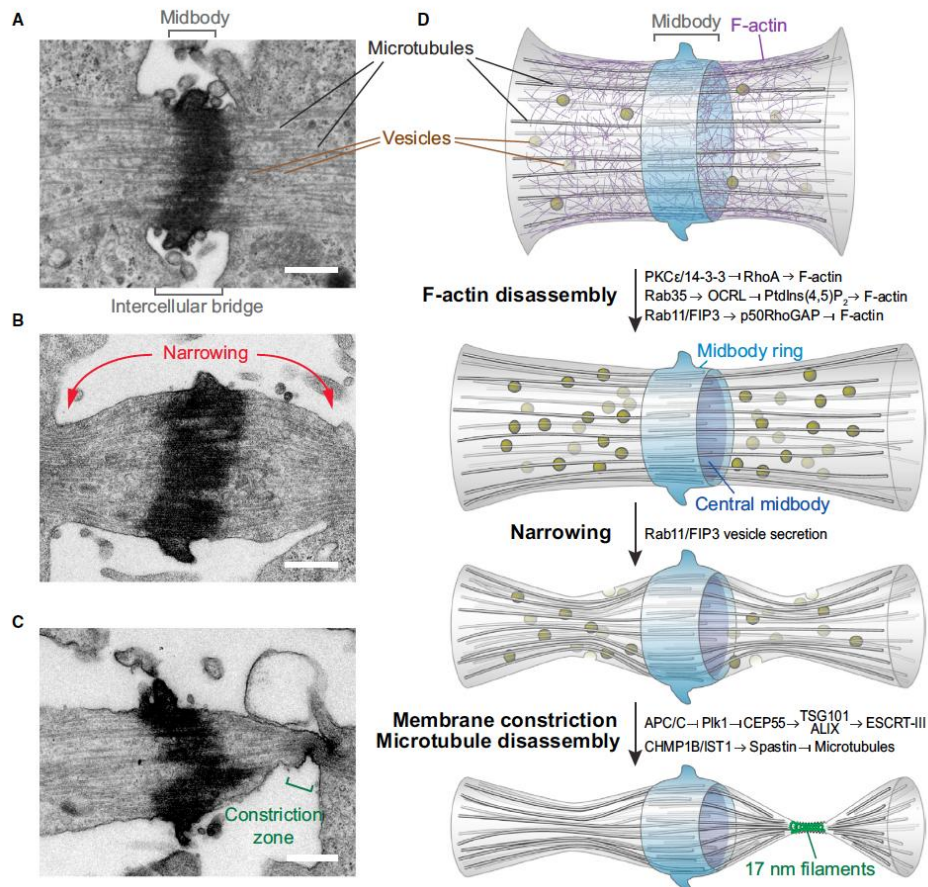 A
Midbody
Microtubules
Vesicles
Intercellular bridge
B
Narrowing
C
Constriction
zone
D
Midbody
F-actin
F-actin disassembly
PKCε/14-3-3 ⊣ RhoA → F-actin
Rab35 → OCRL ⊣ PtdIns(4,5)P₂ → F-actin
Rab11/FIP3 → p50RhoGAP ⊣ F-actin
Midbody ring
Central midbody
Narrowing
Rab11/FIP3 vesicle secretion
Membrane constriction
Microtubule disassembly
APC/C ⊣ Plk1 ⊣ CEP55 → TSG101 → ESCRT-III
ALIX
CHMP1B/IST1 → Spastin ⊣ Microtubules
17 nm filaments